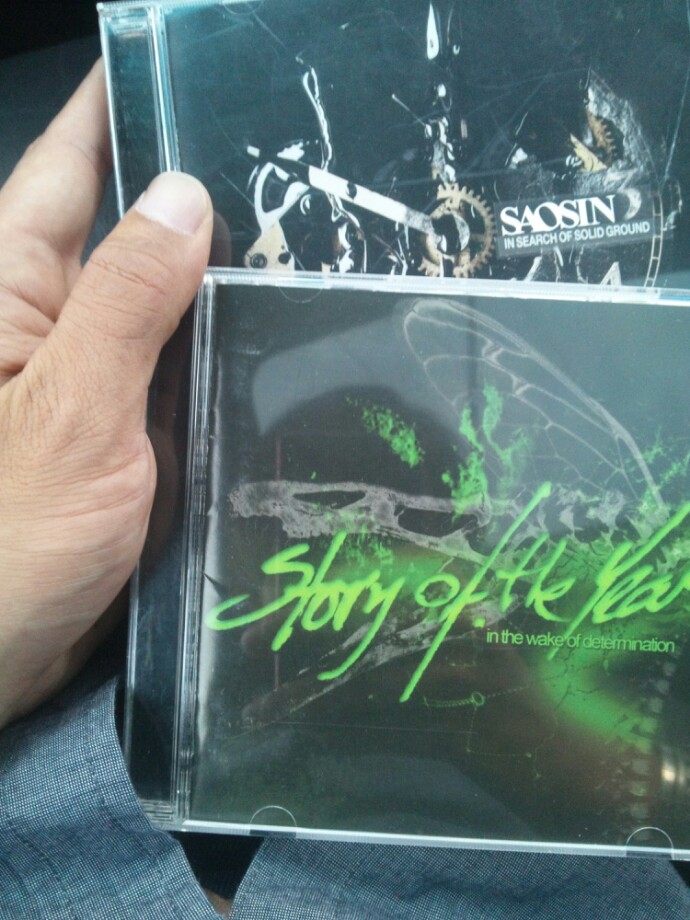 SAOSIN
IN SEARCH OF SOLID GROUND
Story of the Year
in the wake of determination